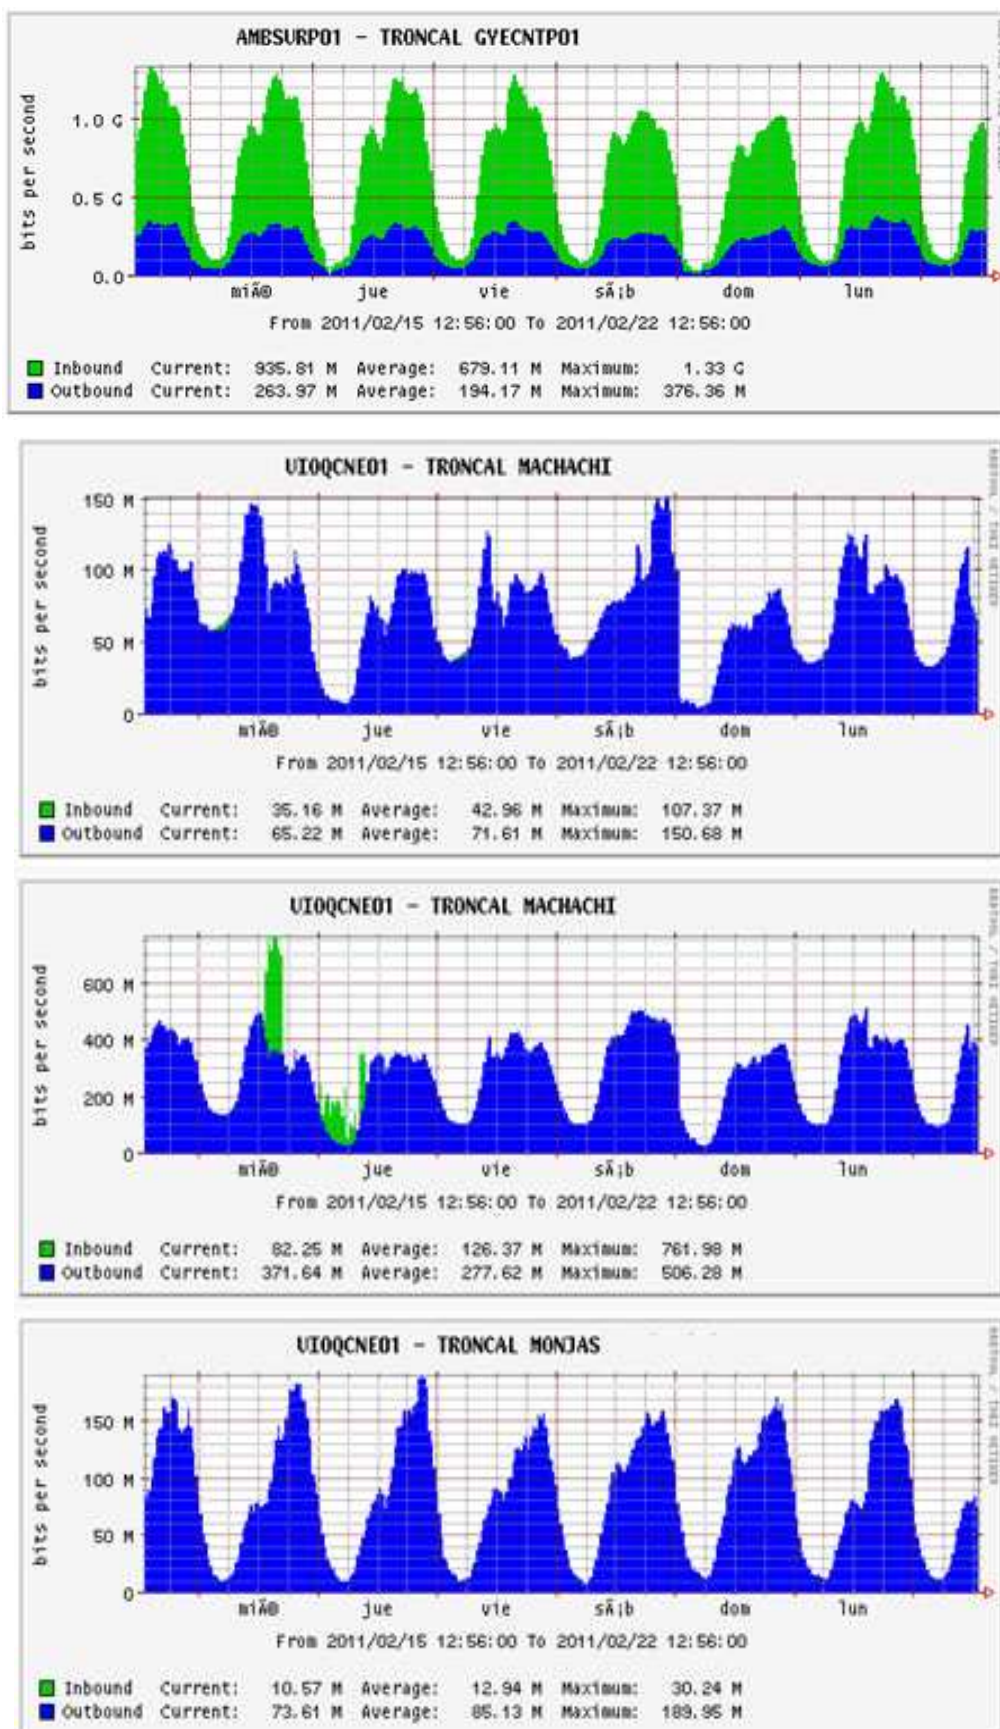 AMBSURP01 - TRONCAL GYECNTP01
bits per second
1.0 G
0.5 G
0.0
miÃ© jue vie sÃ¡b dom lun
From 2011/02/15 12:56:00 To 2011/02/22 12:56:00
Inbound Current: 935.81 M Average: 679.11 M Maximum: 1.33 G
Outbound Current: 263.97 M Average: 194.17 M Maximum: 376.36 M
UIOQCNE01 - TRONCAL MACHACHI
bits per second
150 M
100 M
50 M
0
miÃ© jue vie sÃ¡b dom lun
From 2011/02/15 12:56:00 To 2011/02/22 12:56:00
Inbound Current: 35.16 M Average: 42.96 M Maximum: 107.37 M
Outbound Current: 65.22 M Average: 71.61 M Maximum: 150.68 M
UIOQCNE01 - TRONCAL MACHACHI
bits per second
600 M
400 M
200 M
0
miÃ© jue vie sÃ¡b dom lun
From 2011/02/15 12:56:00 To 2011/02/22 12:56:00
Inbound Current: 82.25 M Average: 126.37 M Maximum: 761.98 M
Outbound Current: 371.64 M Average: 277.62 M Maximum: 506.28 M
UIOQCNE01 - TRONCAL MONJAS
bits per second
150 M
100 M
50 M
0
miÃ© jue vie sÃ¡b dom lun
From 2011/02/15 12:56:00 To 2011/02/22 12:56:00
Inbound Current: 10.57 M Average: 12.94 M Maximum: 30.24 M
Outbound Current: 73.61 M Average: 85.13 M Maximum: 189.95 M